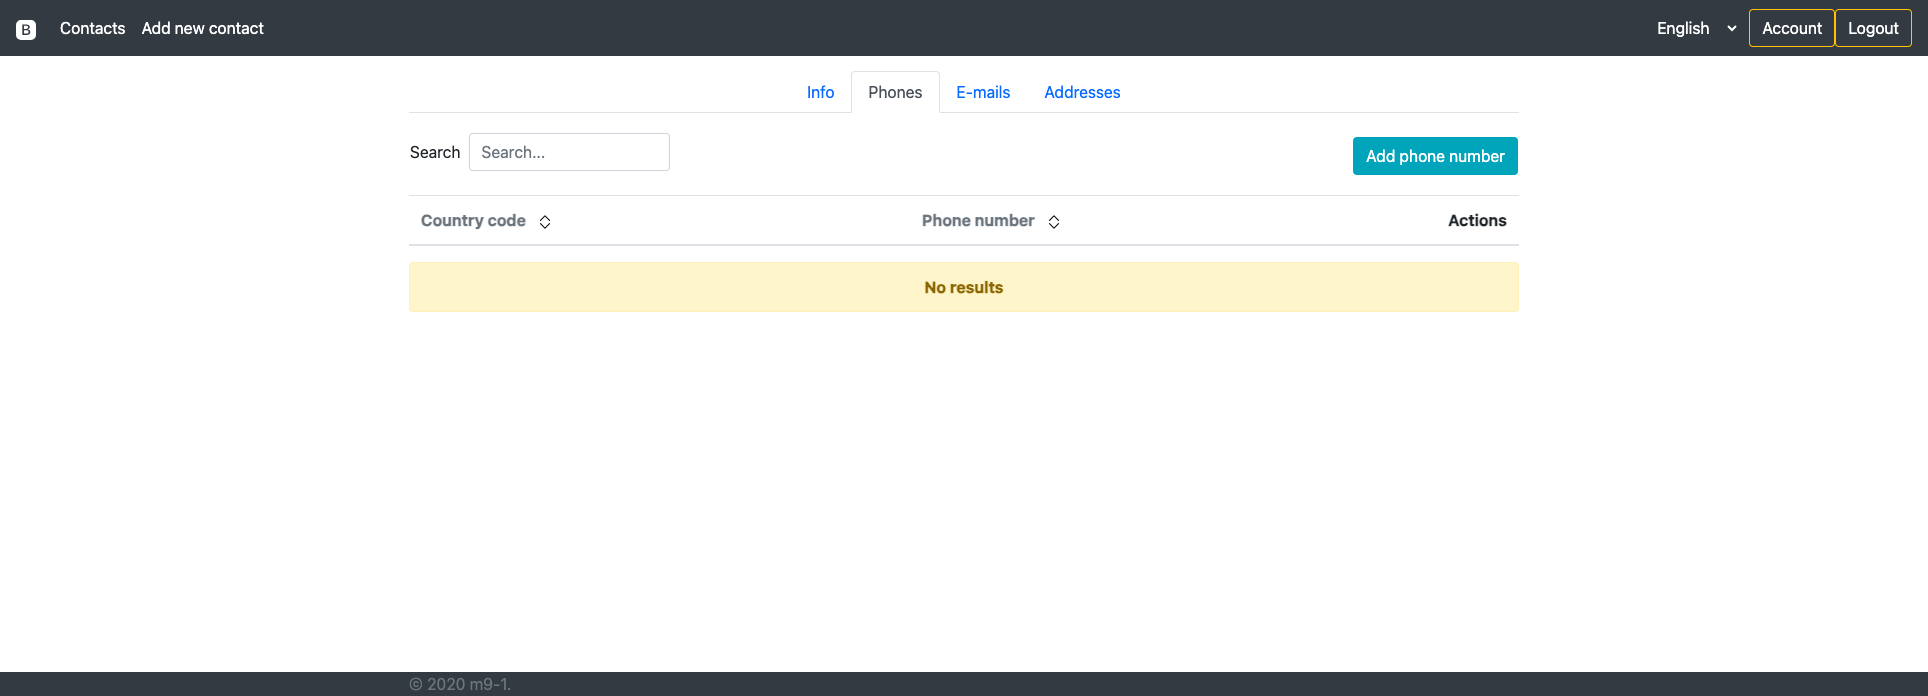 B Contacts Add new contact English Account Logout
Info Phones E-mails Addresses
Search Search... Add phone number
Country code Phone number Actions
No results
© 2020 m9-1.